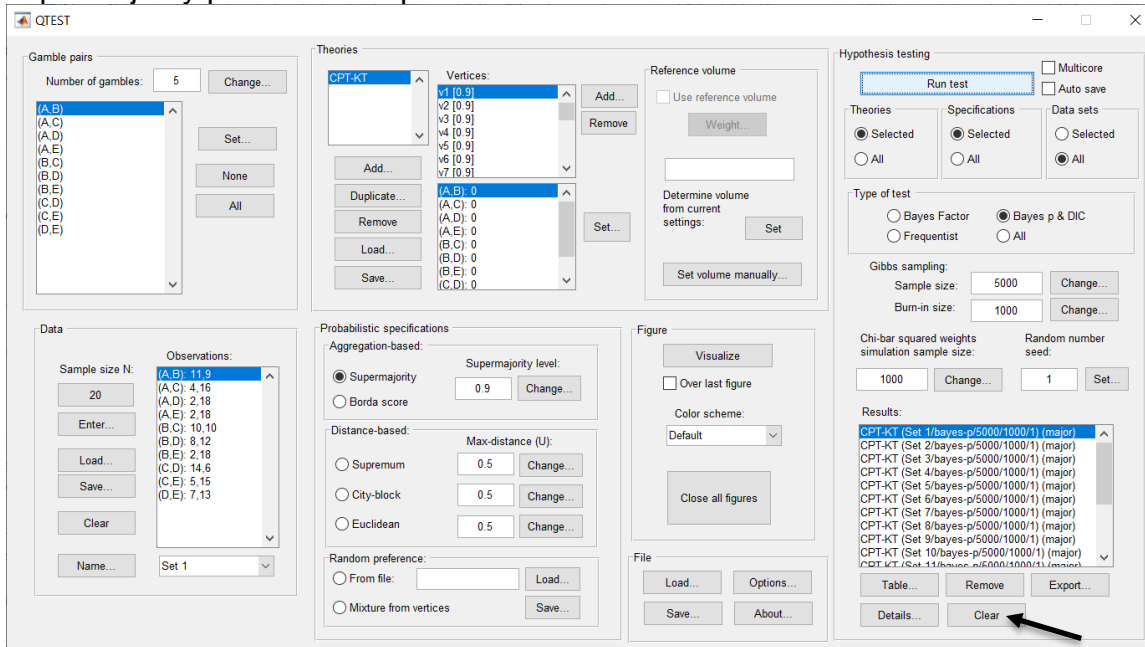 QTEST
Gamble pairs
Number of gambles: 5 Change...
(A,B)
(A,C)
(A,D)
(A,E)
(B,C)
(B,D)
(B,E)
(C,D)
(C,E)
(D,E)
Set...
None
All
Theories
CPT-KT
Vertices:
v1 [0.9]
v2 [0.9]
v3 [0.9]
v4 [0.9]
v5 [0.9]
v6 [0.9]
v7 [0.9]
Add...
Remove
Add...
Duplicate...
Remove
Load...
Save...
(A,B): 0
(A,C): 0
(A,D): 0
(A,E): 0
(B,C): 0
(B,D): 0
(B,E): 0
(C,D): 0
Set...
Reference volume
Use reference volume
Weight...
Determine volume
from current
settings: Set
Set volume manually...
Hypothesis testing
Run test
Multicore
Auto save
Theories
Selected
All
Specifications
Selected
All
Data sets
Selected
All
Type of test
Bayes Factor Bayes p & DIC
Frequentist All
Gibbs sampling:
Sample size: 5000 Change...
Burn-in size: 1000 Change...
Chi-bar squared weights
simulation sample size:
1000 Change...
Random number
seed:
1 Set...
Results:
CPT-KT (Set 1/bayes-p/5000/1000/1) (major)
CPT-KT (Set 2/bayes-p/5000/1000/1) (major)
CPT-KT (Set 3/bayes-p/5000/1000/1) (major)
CPT-KT (Set 4/bayes-p/5000/1000/1) (major)
CPT-KT (Set 5/bayes-p/5000/1000/1) (major)
CPT-KT (Set 6/bayes-p/5000/1000/1) (major)
CPT-KT (Set 7/bayes-p/5000/1000/1) (major)
CPT-KT (Set 8/bayes-p/5000/1000/1) (major)
CPT-KT (Set 9/bayes-p/5000/1000/1) (major)
CPT-KT (Set 10/bayes-p/5000/1000/1) (major)
CPT-KT (Set 11/bayes-p/5000/1000/1) (major)
Table... Remove Export...
Details... Clear
Data
Sample size N:
20
Enter...
Load...
Save...
Clear
Name... Set 1
Observations:
(A,B): 11,9
(A,C): 4,16
(A,D): 2,18
(A,E): 2,18
(B,C): 10,10
(B,D): 8,12
(B,E): 2,18
(C,D): 14,6
(C,E): 5,15
(D,E): 7,13
Probabilistic specifications
Aggregation-based:
Supermajority level:
Supermajority 0.9 Change...
Borda score
Distance-based:
Max-distance (U):
Supremum 0.5 Change...
City-block 0.5 Change...
Euclidean 0.5 Change...
Random preference:
From file: Load...
Mixture from vertices Save...
Figure
Visualize
Over last figure
Color scheme:
Default
Close all figures
File
Load... Options...
Save... About...